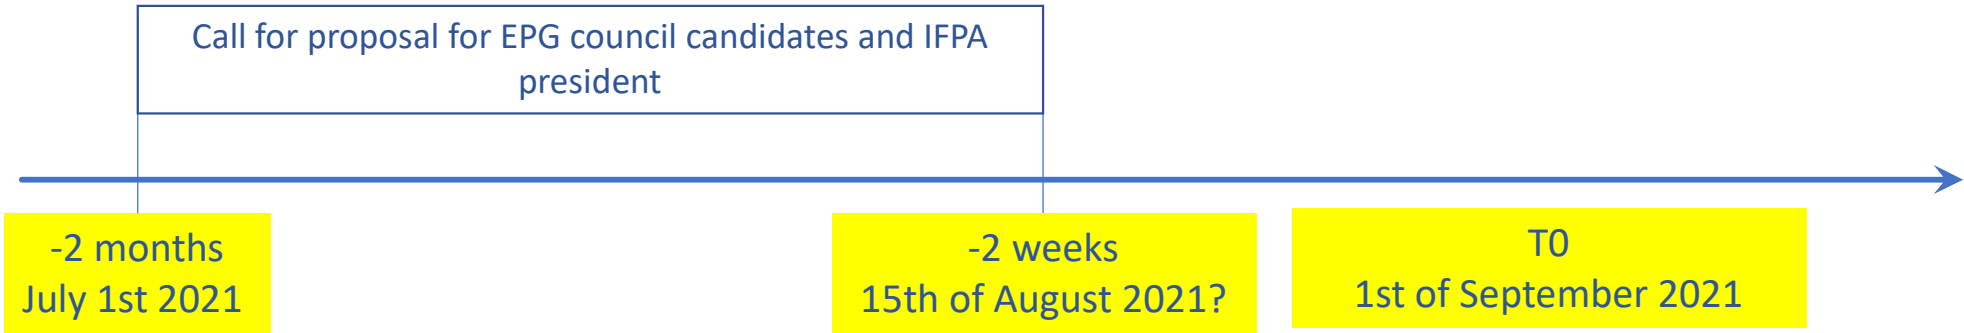 Call for proposal for EPG council candidates and IFPA
president
-2 months
July 1st 2021
-2 weeks
15th of August 2021?
T0
1st of September 2021